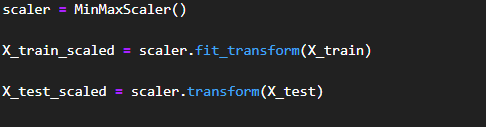 scaler = MinMaxScaler()
X_train_scaled = scaler.fit_transform(X_train)
X_test_scaled = scaler.transform(X_test)